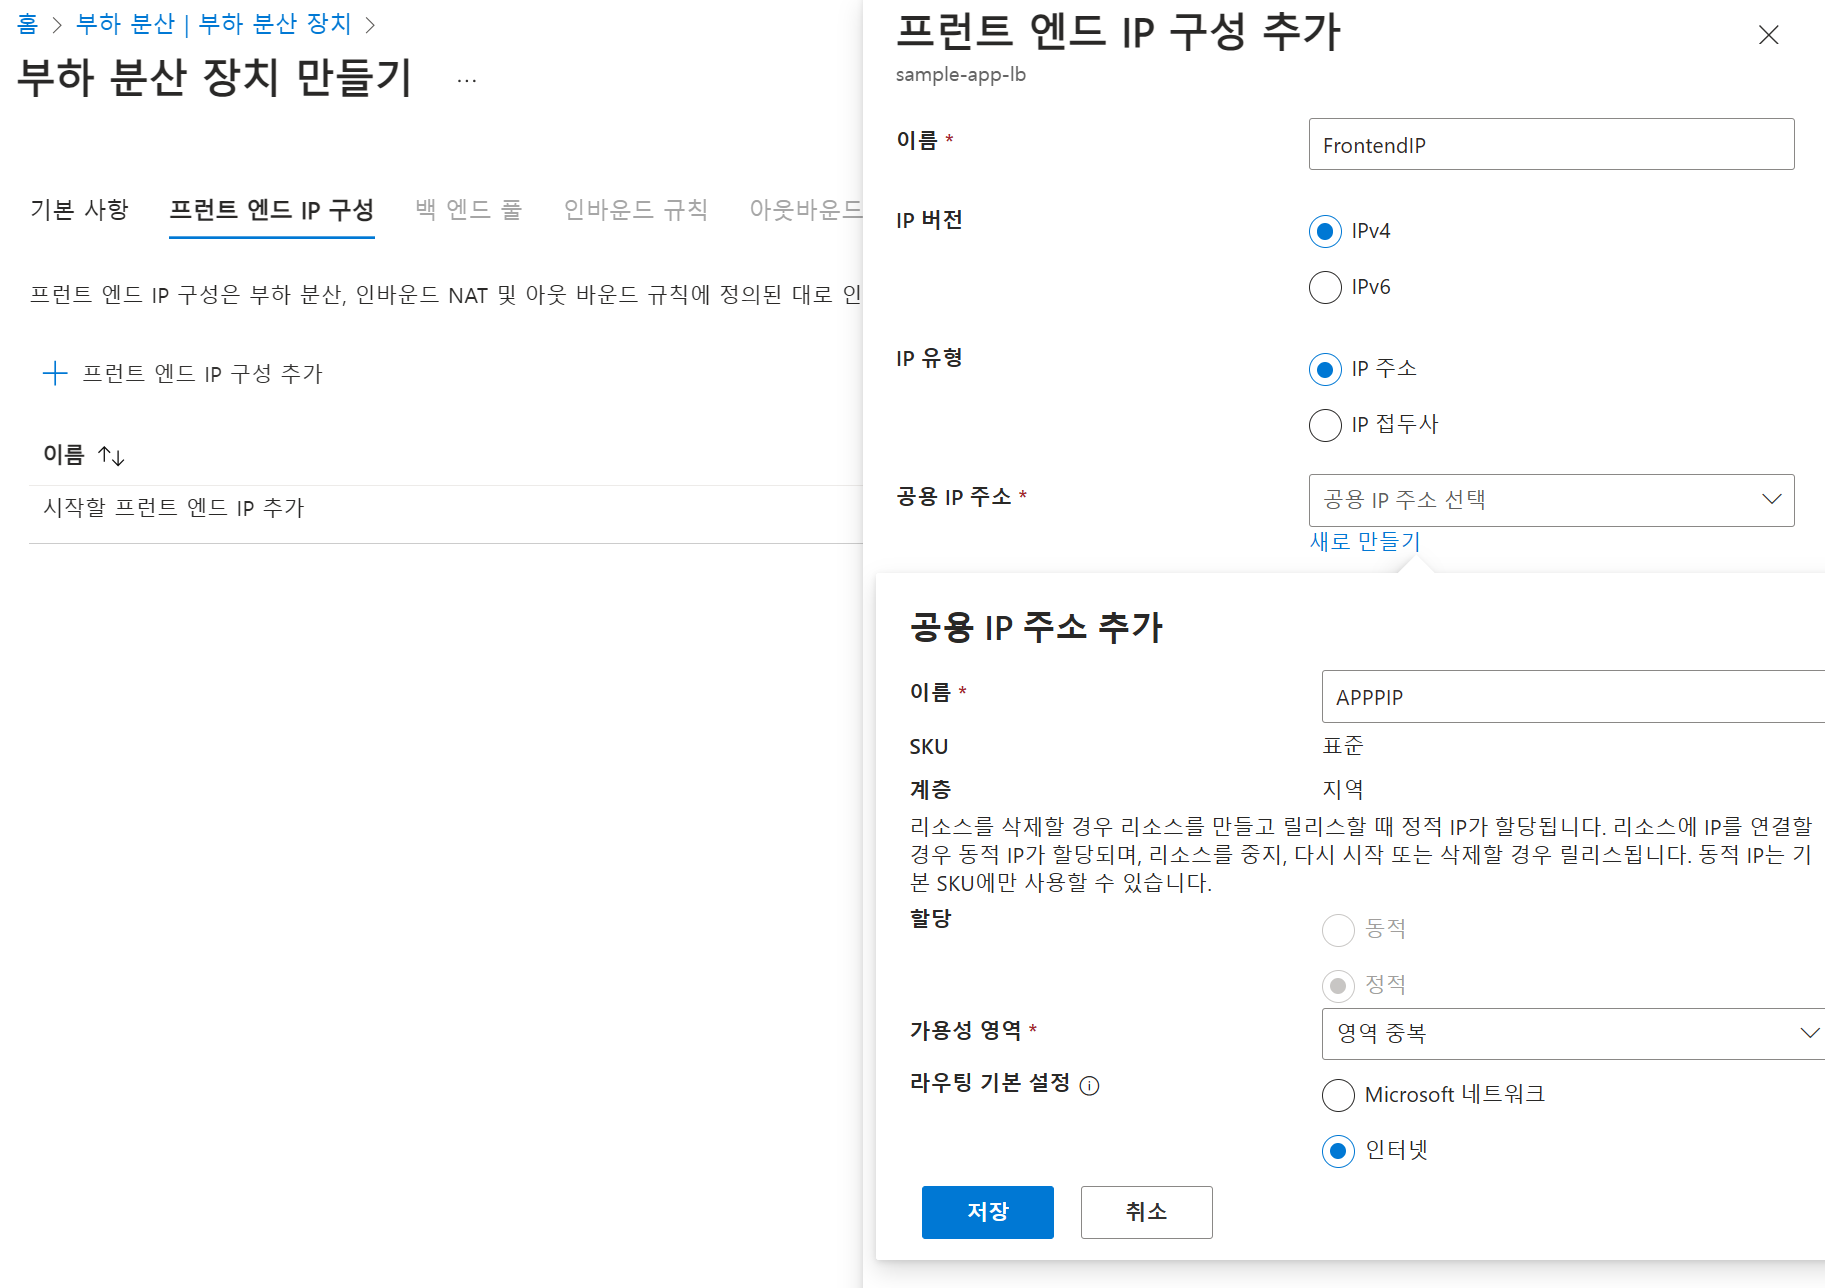 홈 > 부하 분산 | 부하 분산 장치 >
부하 분산 장치 만들기 ...
기본 사항 프런트 엔드 IP 구성 백 엔드 풀 인바운드 규칙 아웃바운드
프런트 엔드 IP 구성은 부하 분산, 인바운드 NAT 및 아웃 바운드 규칙에 정의된 대로 인
프런트 엔드 IP 구성 추가
이름 ↑↓
시작할 프런트 엔드 IP 추가
프런트 엔드 IP 구성 추가
sample-app-lb
이름 * FrontendIP
IP 버전 IPv4
IPv6
IP 유형 IP 주소
IP 접두사
공용 IP 주소 * 공용 IP 주소 선택
새로 만들기
공용 IP 주소 추가
이름 * APPPIP
SKU 표준
계층 지역
리소스를 삭제할 경우 리소스를 만들고 릴리스할 때 정적 IP가 할당됩니다. 리소스에 IP를 연결할
경우 동적 IP가 할당되며, 리소스를 중지, 다시 시작 또는 삭제할 경우 릴리스됩니다. 동적 IP는 기
본 SKU에만 사용할 수 있습니다.
할당 동적
정적
가용성 영역 * 영역 중복
라우팅 기본 설정 Microsoft 네트워크
인터넷
저장 취소